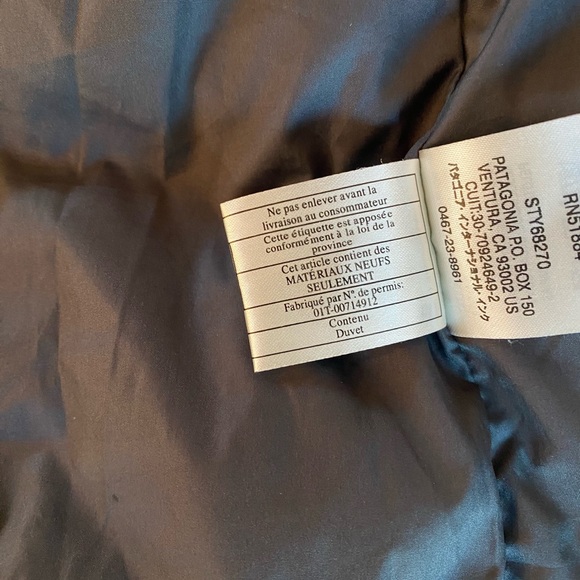 Ne pas enlever avant la
livraison au consommateur
Cette étiquette est apposée
conformément à la loi de la
province
Cet article contient des
MATÉRIAUX NEUFS
SEULEMENT
Fabriqué par N°. de permis:
01T-00714912
Contenu
Duvet
RN51884
STY68270
PATAGONIA P.O. BOX 150
VENTURA, CA 93002 US
CUIT:30-70824649-2
パタゴニア・インターナショナル・インク
0467-23-8961